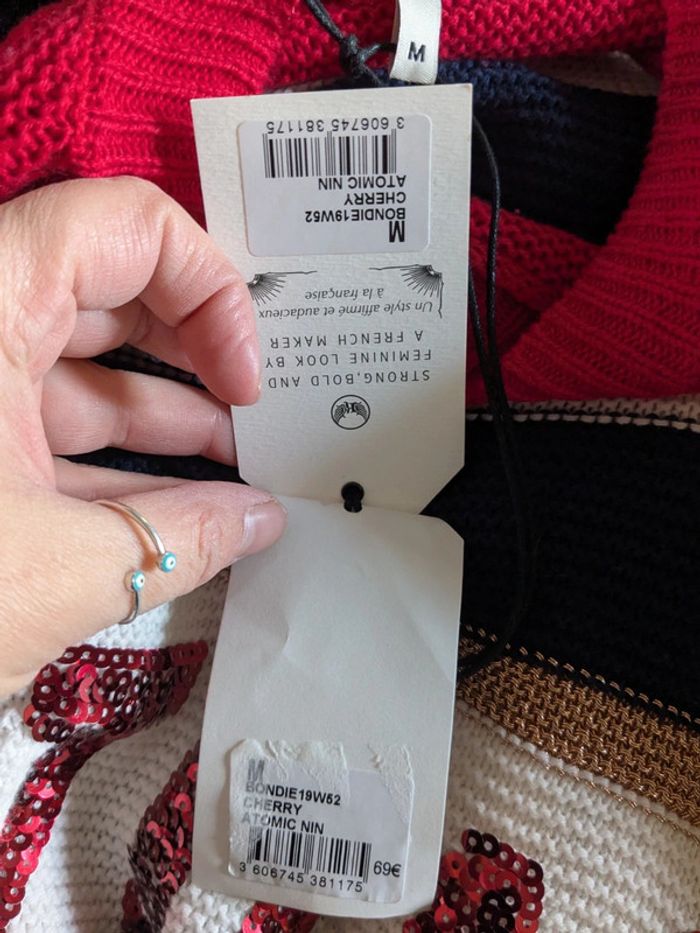 M
M
BONDIE19W52
CHERRY
ATOMIC NIN
3 606745 381175
Un style affirmé et audacieux
à la française
STRONG, BOLD AND
FEMININE LOOK BY
A FRENCH MAKER
M
BONDIE19W52
CHERRY
ATOMIC NIN
3 606745 381175
69€